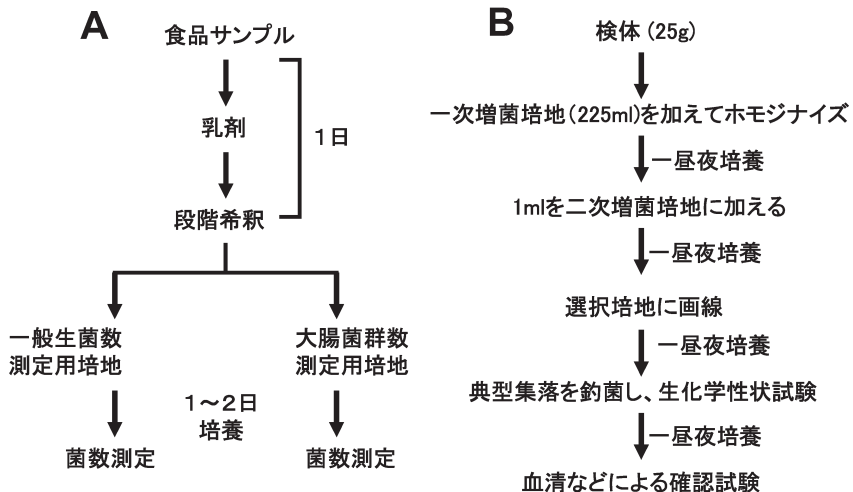 A
食品サンプル
乳剤
1日
段階希釈
一般生菌数
測定用培地
大腸菌群数
測定用培地
1～2日
培養
菌数測定
菌数測定
B
検体(25g)
一次増菌培地(225ml)を加えてホモジナイズ
一昼夜培養
1mlを二次増菌培地に加える
一昼夜培養
選択培地に画線
一昼夜培養
典型集落を釣菌し、生化学性状試験
一昼夜培養
血清などによる確認試験